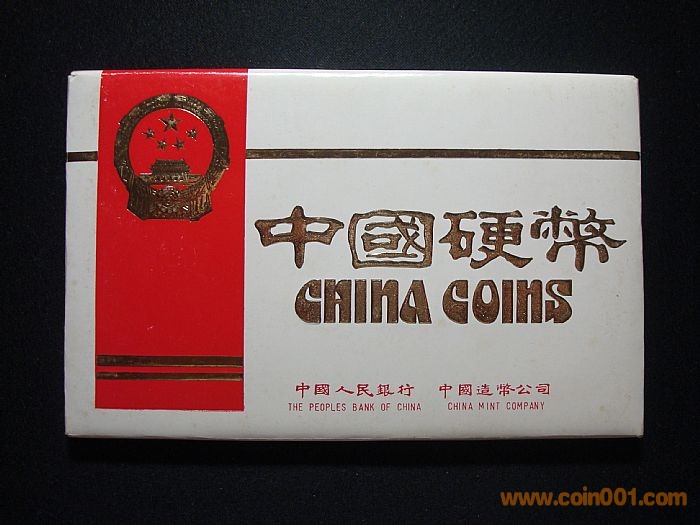 中國硬幣
CHINA COINS
中國人民銀行 中國造幣公司
THE PEOPLES BANK OF CHINA CHINA MINT COMPANY
www.coin001.com